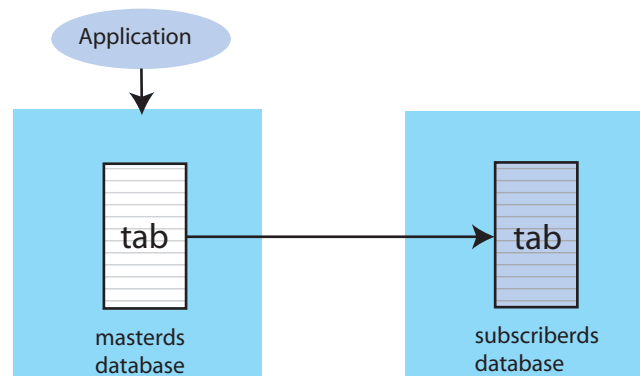 Application
tab
tab
masterds
database
subscriberds
database